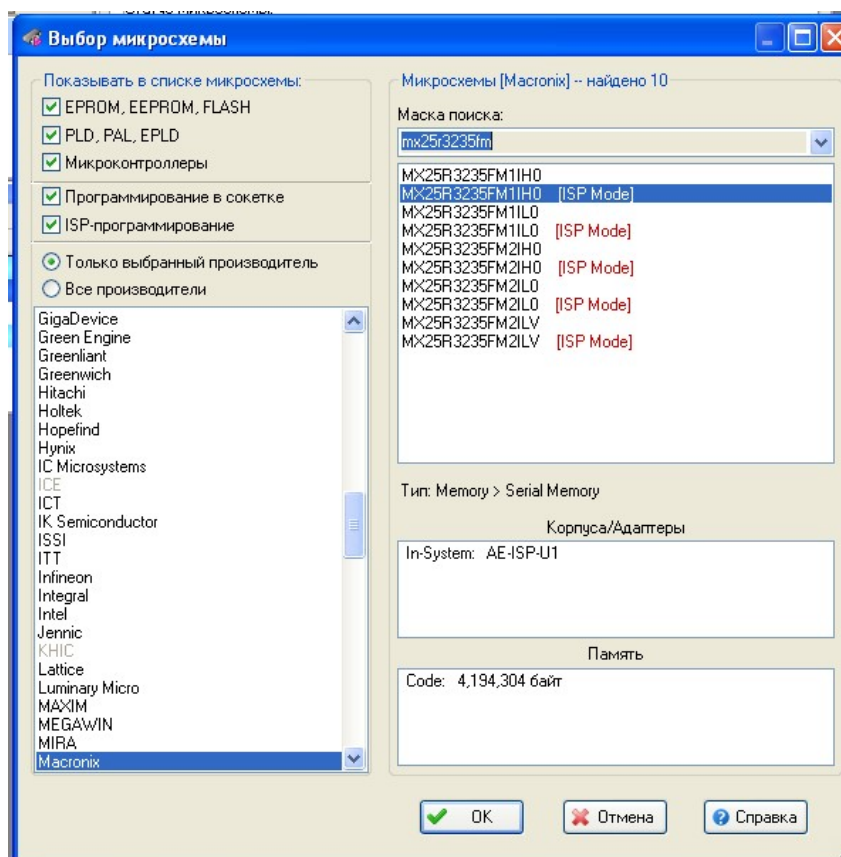 Выбор микросхемы
Показывать в списке микросхемы:
EPROM, EEPROM, FLASH
PLD, PAL, EPLD
Микроконтроллеры
Программирование в сокетке
ISP-программирование
Только выбранный производитель
Все производители
GigaDevice
Green Engine
Greenliant
Greenwich
Hitachi
Holtek
Hopefind
Hynix
IC Microsystems
ICE
ICT
IK Semiconductor
ISSI
ITT
Infineon
Integral
Intel
Jennic
KHIC
Lattice
Luminary Micro
MAXIM
MEGAWIN
MIRA
Macronix
Микросхемы [Macronix] -- найдено 10
Маска поиска:
mx25r3235fm
MX25R3235FM1IH0
MX25R3235FM1IH0 [ISP Mode]
MX25R3235FM1IL0
MX25R3235FM1IL0 [ISP Mode]
MX25R3235FM2IH0
MX25R3235FM2IH0 [ISP Mode]
MX25R3235FM2IL0
MX25R3235FM2IL0 [ISP Mode]
MX25R3235FM2ILV
MX25R3235FM2ILV [ISP Mode]
Тип: Memory > Serial Memory
Корпуса/Адаптеры
In-System: AE-ISP-U1
Память
Code: 4,194,304 байт
OK
Отмена
Справка